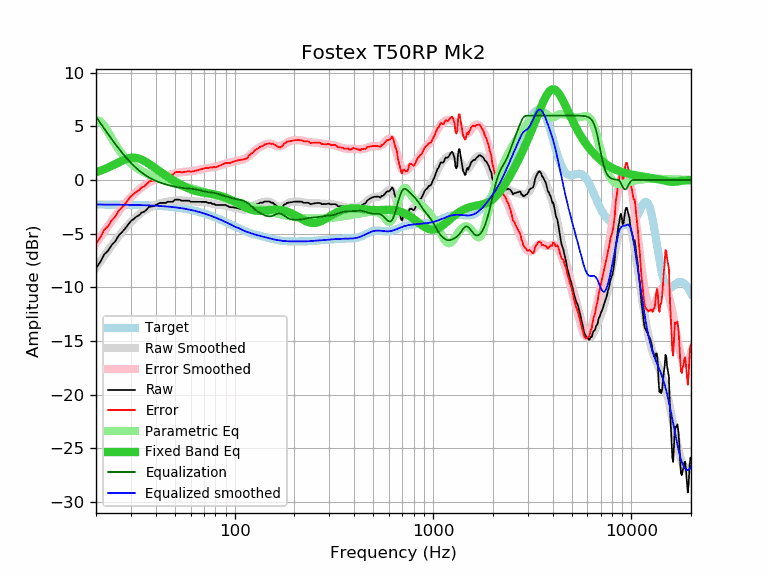 Fostex T50RP Mk2
10
5
0
−5
−10
−15
−20
−25
−30
Amplitude (dBr)
Target
Raw Smoothed
Error Smoothed
Raw
Error
Parametric Eq
Fixed Band Eq
Equalization
Equalized smoothed
100 1000 10000
Frequency (Hz)